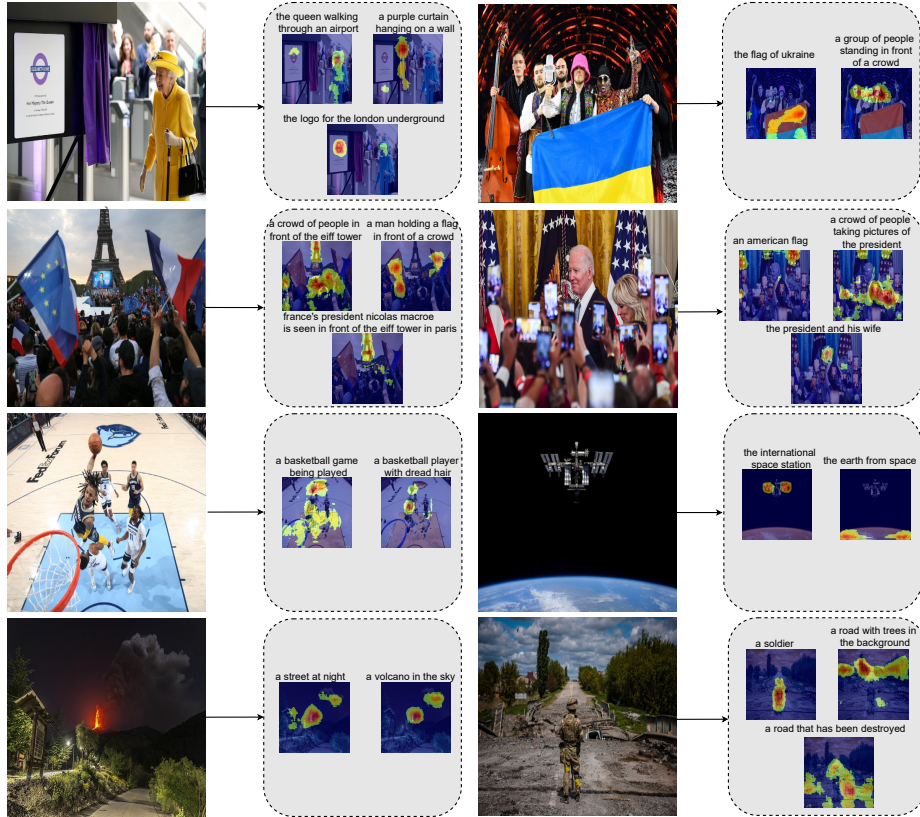 the queen walking
through an airport
a purple curtain
hanging on a wall
the logo for the london underground
the flag of ukraine
a group of people
standing in front
of a crowd
a crowd of people in
front of the eiff tower
a man holding a flag
in front of a crowd
france's president nicolas macroe
is seen in front of the eiff tower in paris
an american flag
a crowd of people
taking pictures of
the president
the president and his wife
FedExForum
a basketball game
being played
a basketball player
with dread hair
the international
space station
the earth from space
a street at night
a volcano in the sky
a soldier
a road with trees in
the background
a road that has been destroyed